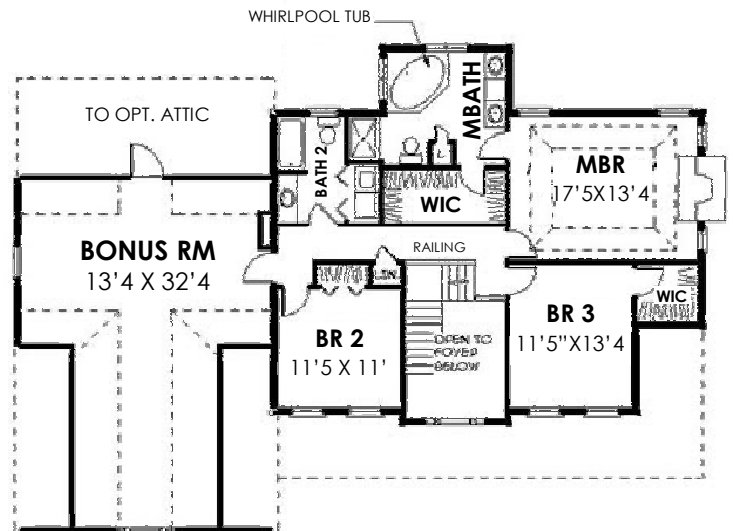 WHIRLPOOL TUB
TO OPT. ATTIC
MBATH
BATH 2
MBR
17'5X13'4
WIC
BONUS RM
13'4 X 32'4
RAILING
WIC
BR 2
11'5 X 11'
OPEN TO
FOYER
BELOW
BR 3
11'5"X13'4